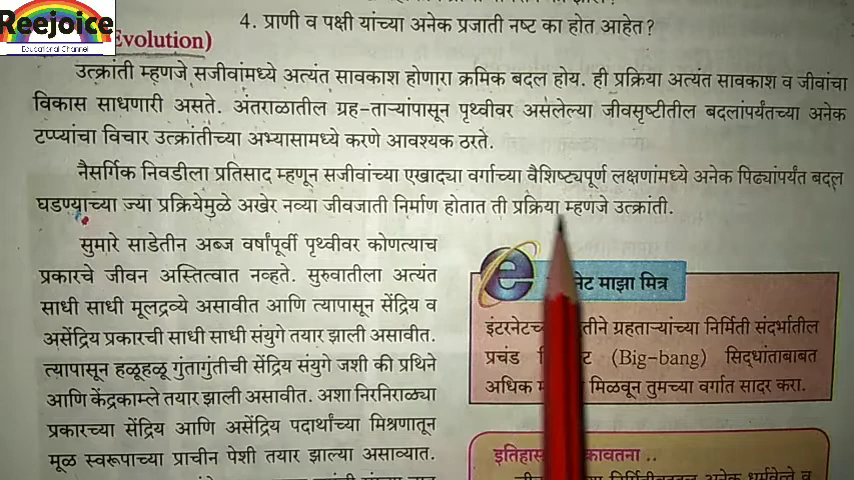 4. प्राणी व पक्षी यांच्या अनेक प्रजाती नष्ट का होत आहेत?
Reejoice
Educational Channel
Evolution)
उत्क्रांती म्हणजे सजीवांमध्ये अत्यंत सावकाश होणारा क्रमिक बदल होय. ही प्रक्रिया अत्यंत सावकाश व जीवांचा
विकास साधणारी असते. अंतराळातील ग्रह-ताऱ्यांपासून पृथ्वीवर असलेल्या जीवसृष्टीतील बदलांपर्यंतच्या अनेक
टप्प्यांचा विचार उत्क्रांतीच्या अभ्यासामध्ये करणे आवश्यक ठरते.
नैसर्गिक निवडीला प्रतिसाद म्हणून सजीवांच्या एखाद्या वर्गाच्या वैशिष्ट्यपूर्ण लक्षणांमध्ये अनेक पिढ्यांपर्यंत बदल
घडण्याच्या ज्या प्रक्रियेमुळे अखेर नव्या जीवजाती निर्माण होतात ती प्रक्रिया म्हणजे उत्क्रांती.
सुमारे साडेतीन अब्ज वर्षांपूर्वी पृथ्वीवर कोणत्याच
प्रकारचे जीवन अस्तित्वात नव्हते. सुरुवातीला अत्यंत
साधी साधी मूलद्रव्ये असावीत आणि त्यापासून सेंद्रिय व
असेंद्रिय प्रकारची साधी साधी संयुगे तयार झाली असावीत.
त्यापासून हळूहळू गुंतागुंतीची सेंद्रिय संयुगे जशी की प्रथिने
आणि केंद्रकाम्ले तयार झाली असावीत. अशा निरनिराळ्या
प्रकारच्या सेंद्रिय आणि असेंद्रिय पदार्थांच्या मिश्रणातून
मूळ स्वरूपाच्या प्राचीन पेशी तयार झाल्या असाव्यात.
माझा मित्र
ग्रहताऱ्यांच्या निर्मिती संदर्भातील
प्रचंड (Big-bang) सिद्धांताबाबत
अधिक मिळवून तुमच्या वर्गात सादर करा.